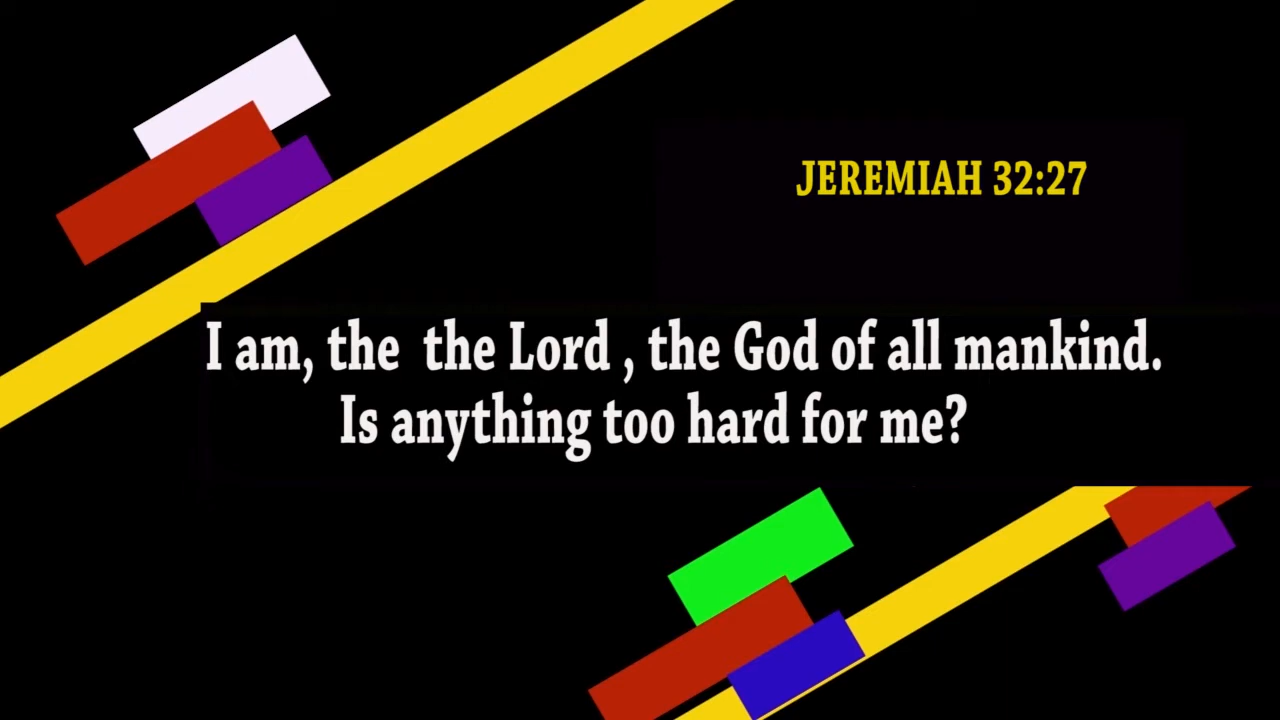 JEREMIAH 32:27
I am, the the Lord , the God of all mankind.
Is anything too hard for me?